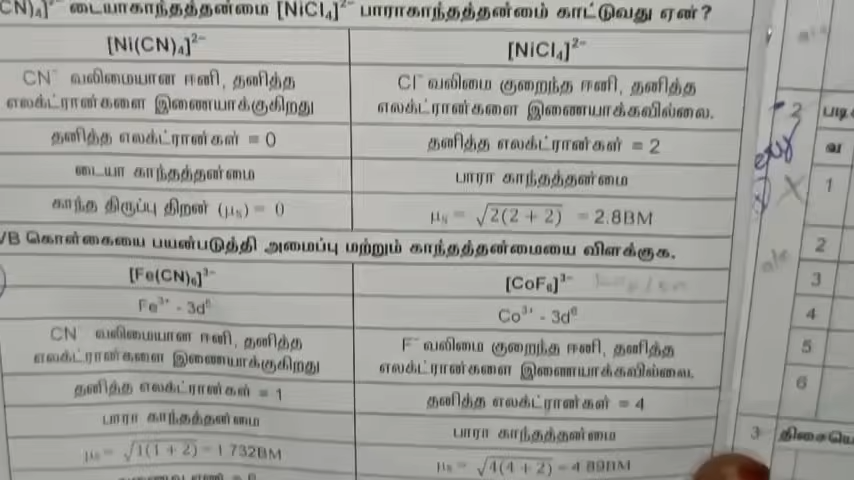 CN)₄]²⁻ டையாகாந்தத்தன்மை [NiCl₄]²⁻ பாராகாந்தத்தன்மை காட்டுவது ஏன்?
[Ni(CN)₄]²⁻ [NiCl₄]²⁻
CN⁻ வலிமையான ஈனி, தனித்த எலக்ட்ரான்களை இணையாக்குகிறது
Cl⁻ வலிமை குறைந்த ஈனி, தனித்த எலக்ட்ரான்களை இணையாக்கவில்லை.
தனித்த எலக்ட்ரான்கள் = 0 தனித்த எலக்ட்ரான்கள் = 2
டையா காந்தத்தன்மை பாரா காந்தத்தன்மை
காந்த திருப்பு திறன் (μₛ) = 0 μₛ = √2(2 + 2) = 2.8BM
VB கொள்கையை பயன்படுத்தி அமைப்பு மற்றும் காந்தத்தன்மையை விளக்குக.
[Fe(CN)₆]³⁻ [CoF₆]³⁻
Fe³⁺ - 3d⁵ Co³⁺ - 3d⁶
CN⁻ வலிமையான ஈனி, தனித்த எலக்ட்ரான்களை இணையாக்குகிறது
F⁻ வலிமை குறைந்த ஈனி, தனித்த எலக்ட்ரான்களை இணையாக்கவில்லை.
தனித்த எலக்ட்ரான்கள் = 1 தனித்த எலக்ட்ரான்கள் = 4
பாரா காந்தத்தன்மை பாரா காந்தத்தன்மை
μₛ = √1(1 + 2) = 1.732BM μₛ = √4(4 + 2) = 4.89BM
2
வ
1
2
3
4
5
6
3